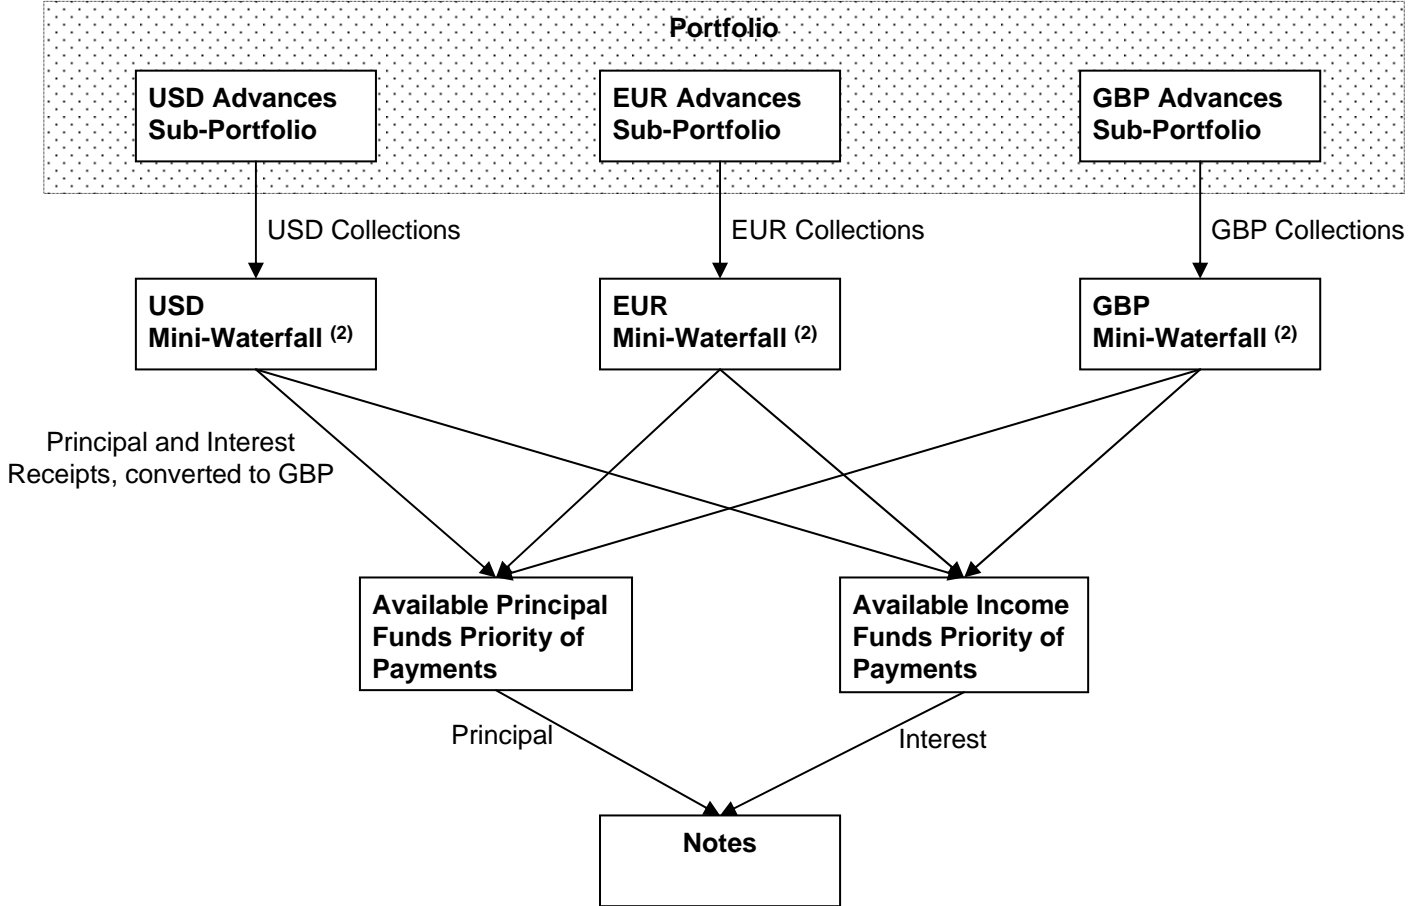 Portfolio
USD Advances
Sub-Portfolio
EUR Advances
Sub-Portfolio
GBP Advances
Sub-Portfolio
USD Collections
EUR Collections
GBP Collections
USD
Mini-Waterfall (2)
EUR
Mini-Waterfall (2)
GBP
Mini-Waterfall (2)
Principal and Interest
Receipts, converted to GBP
Available Principal
Funds Priority of
Payments
Available Income
Funds Priority of
Payments
Principal
Interest
Notes